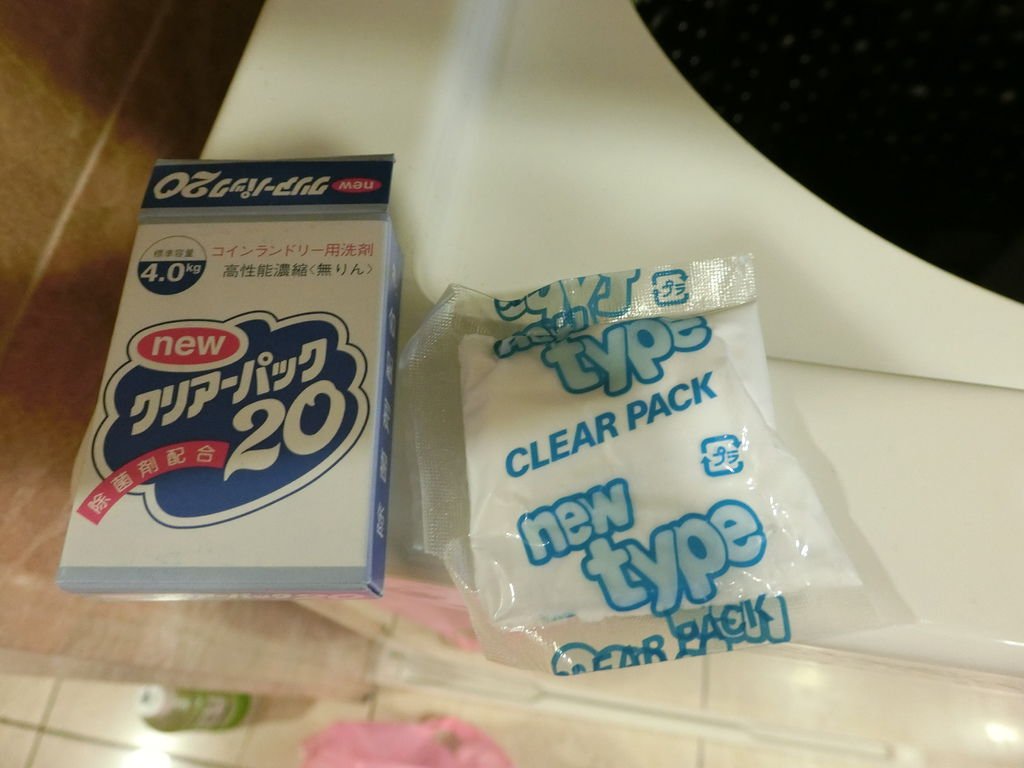 new クリアーパック20
標準容量
4.0kg
コインランドリー用洗剤
高性能濃縮<無りん>
new
クリアーパック
20
除菌剤配合
プラ
new
type
CLEAR PACK
プラ
new
type
CLEAR PACK